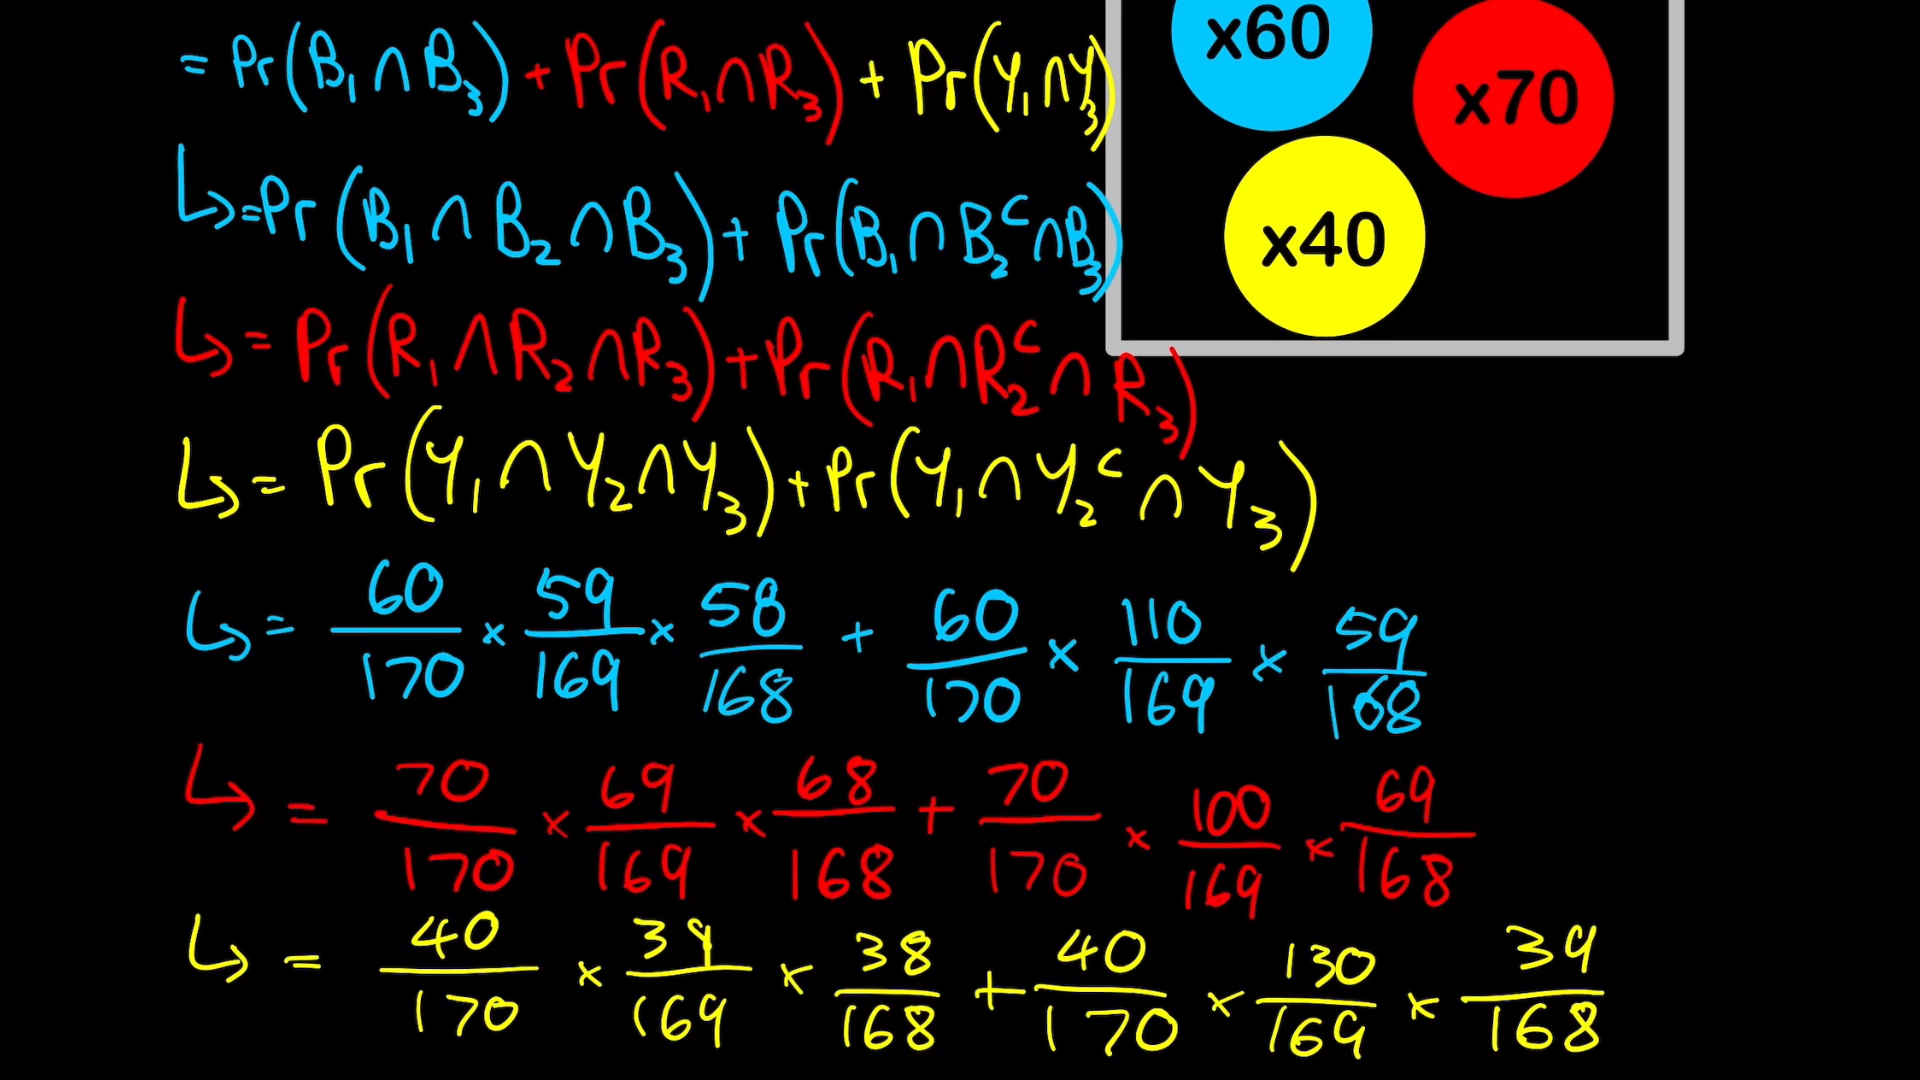 = Pr(B₁ ∩ B₃) + Pr(R₁ ∩ R₃) + Pr(Y₁ ∩ Y₃)
x60
x70
x40
↳ = Pr(B₁ ∩ B₂ ∩ B₃) + Pr(B₁ ∩ B₂ᶜ ∩ B₃)
↳ = Pr(R₁ ∩ R₂ ∩ R₃) + Pr(R₁ ∩ R₂ᶜ ∩ R₃)
↳ = Pr(Y₁ ∩ Y₂ ∩ Y₃) + Pr(Y₁ ∩ Y₂ᶜ ∩ Y₃)
↳ = 60/170 × 59/169 × 58/168 + 60/170 × 110/169 × 59/168
↳ = 70/170 × 69/169 × 68/168 + 70/170 × 100/169 × 69/168
↳ = 40/170 × 39/169 × 38/168 + 40/170 × 130/169 × 39/168